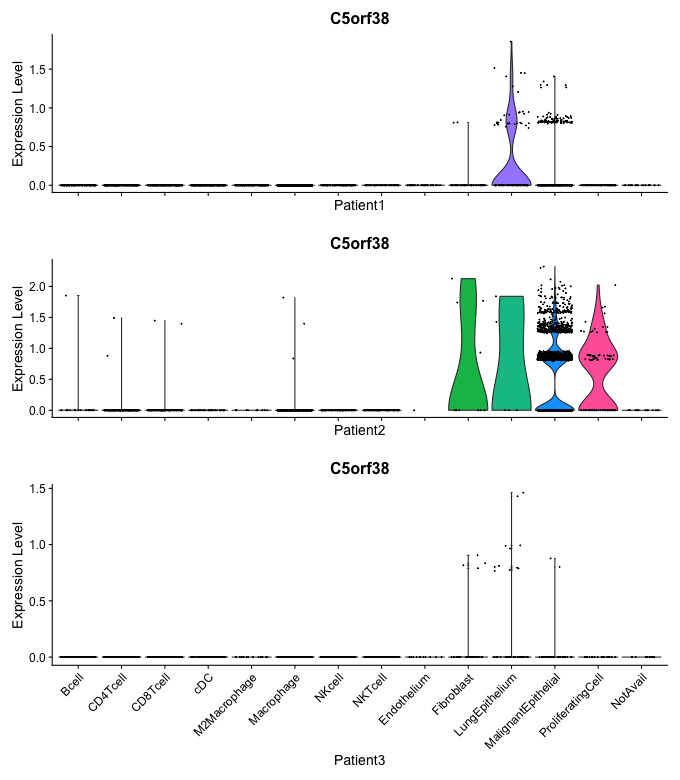 C5orf38
Expression Level
1.5
1.0
0.5
0.0
Patient1
C5orf38
Expression Level
2.0
1.5
1.0
0.5
0.0
Patient2
C5orf38
Expression Level
1.5
1.0
0.5
0.0
Bcell
CD4Tcell
CD8Tcell
cDC
M2Macrophage
Macrophage
NKcell
NKTcell
Endothelium
Fibroblast
LungEpithelium
MalignantEpithelial
ProliferatingCell
NotAvail
Patient3